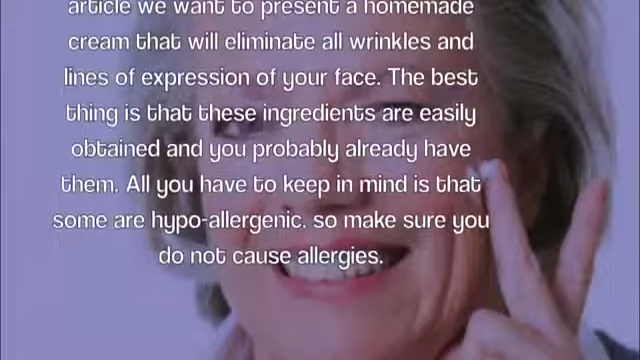 article we want to present a homemade
cream that will eliminate all wrinkles and
lines of expression of your face. The best
thing is that these ingredients are easily
obtained and you probably already have
them. All you have to keep in mind is that
some are hypo-allergenic. so make sure you
do not cause allergies.